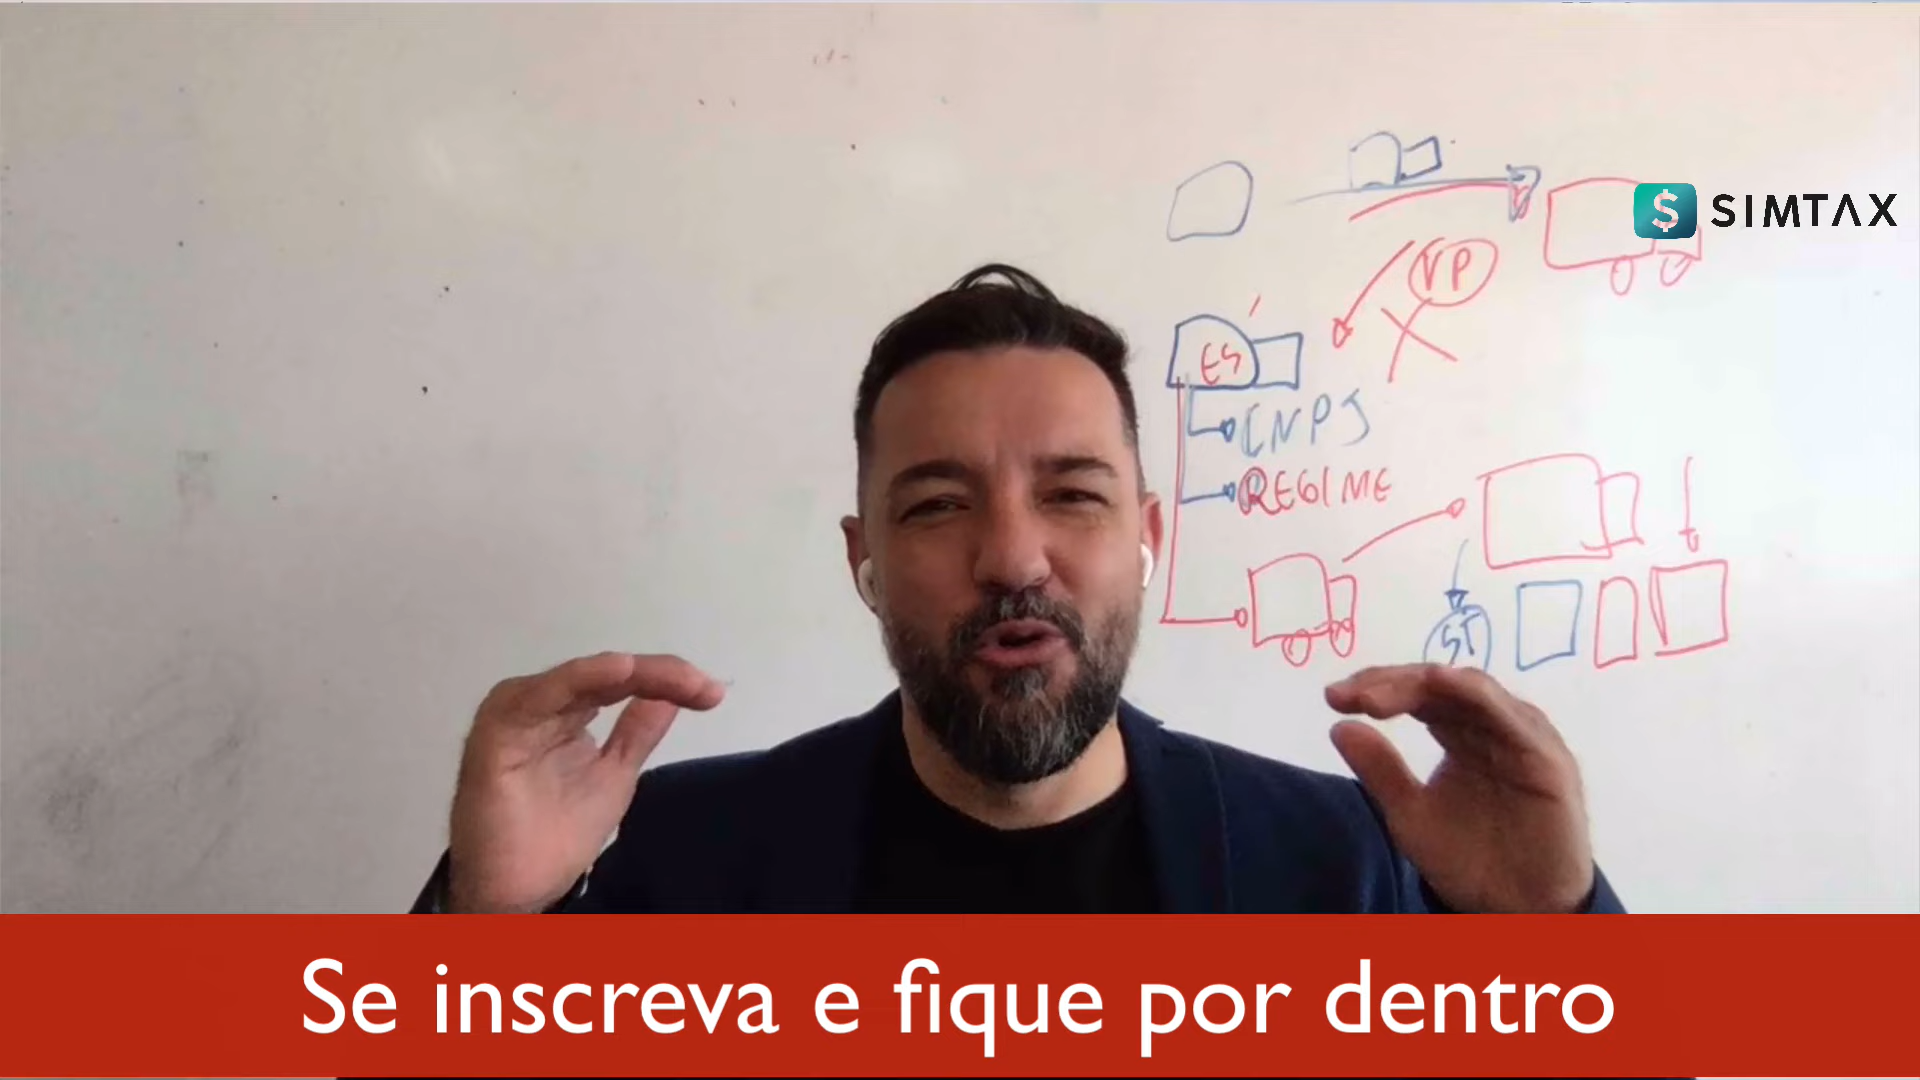 $ SIMTAX
VP
ES
CNPJ
REGIME
ST
Se inscreva e fique por dentro